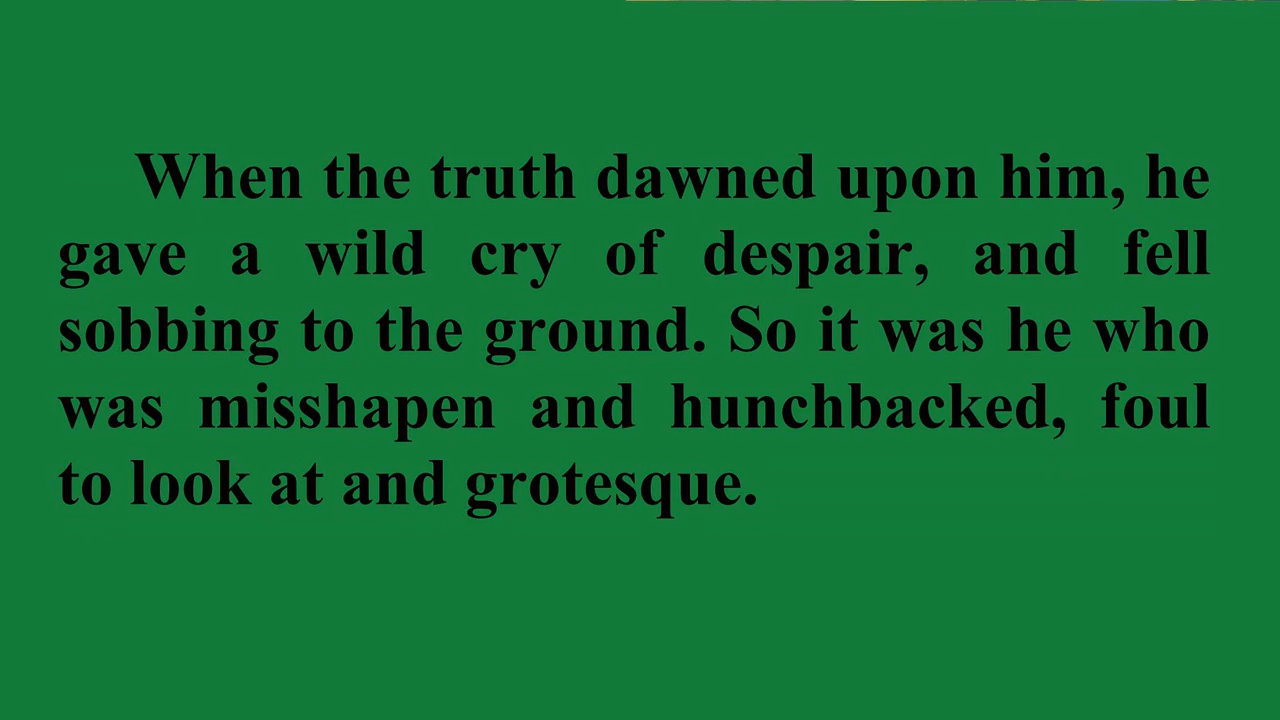 When the truth dawned upon him, he
gave a wild cry of despair, and fell
sobbing to the ground. So it was he who
was misshapen and hunchbacked, foul
to look at and grotesque.